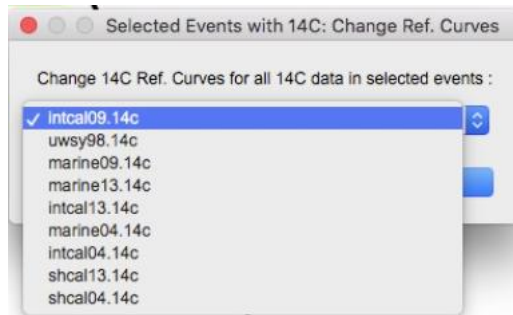 Selected Events with 14C: Change Ref. Curves
Change 14C Ref. Curves for all 14C data in selected events :
✓ intcal09.14c
uwsy98.14c
marine09.14c
marine13.14c
intcal13.14c
marine04.14c
intcal04.14c
shcal13.14c
shcal04.14c